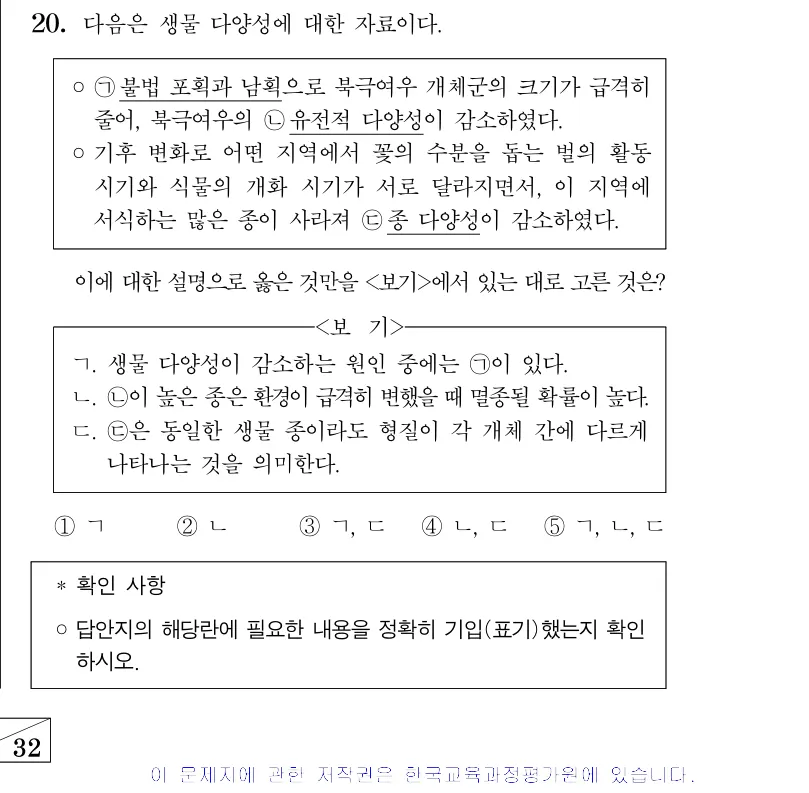 20. 다음은 생물 다양성에 대한 자료이다.
○ ㉠불법 포획과 남획으로 북극여우 개체군의 크기가 급격히
줄어, 북극여우의 ㉡유전적 다양성이 감소하였다.
○ 기후 변화로 어떤 지역에서 꽃의 수분을 돕는 벌의 활동
시기와 식물의 개화 시기가 서로 달라지면서, 이 지역에
서식하는 많은 종이 사라져 ㉢종 다양성이 감소하였다.
이에 대한 설명으로 옳은 것만을 <보기>에서 있는 대로 고른 것은?
<보 기>
ㄱ. 생물 다양성이 감소하는 원인 중에는 ㉠이 있다.
ㄴ. ㉡이 높은 종은 환경이 급격히 변했을 때 멸종될 확률이 높다.
ㄷ. ㉢은 동일한 생물 종이라도 형질이 각 개체 간에 다르게
나타나는 것을 의미한다.
① ㄱ ② ㄴ ③ ㄱ, ㄷ ④ ㄴ, ㄷ ⑤ ㄱ, ㄴ, ㄷ
* 확인 사항
○ 답안지의 해당란에 필요한 내용을 정확히 기입(표기)했는지 확인
하시오.
32
이 문제지에 관한 저작권은 한국교육과정평가원에 있습니다.